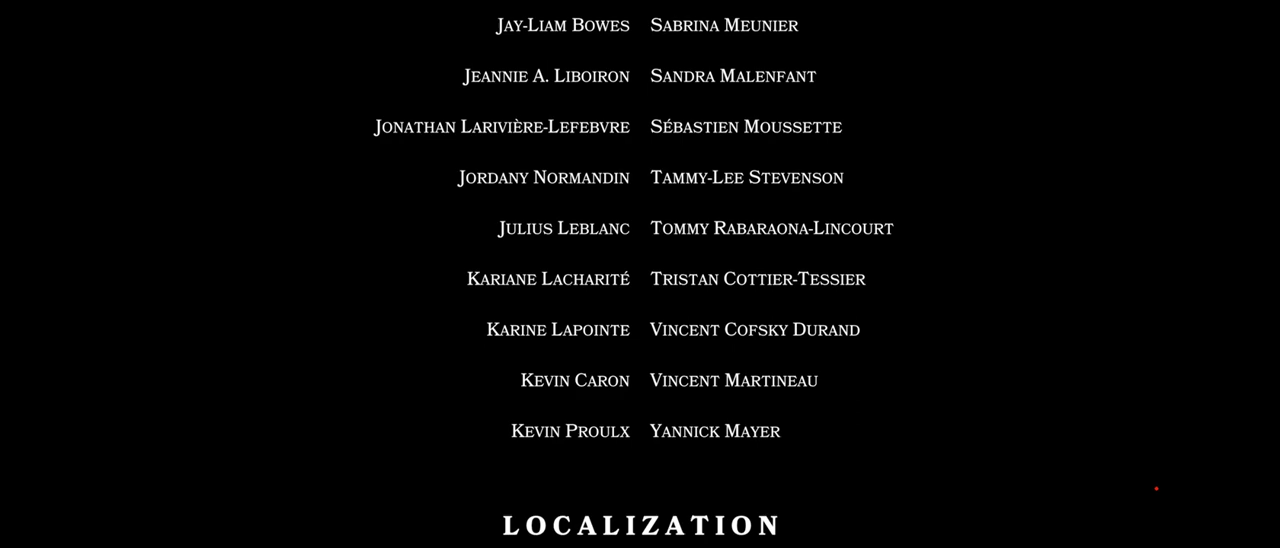 Jay-Liam Bowes Sabrina Meunier
Jeannie A. Liboiron Sandra Malenfant
Jonathan Larivière-Lefebvre Sébastien Moussette
Jordany Normandin Tammy-Lee Stevenson
Julius Leblanc Tommy Rabaraona-Lincourt
Kariane Lacharité Tristan Cottier-Tessier
Karine Lapointe Vincent Cofsky Durand
Kevin Caron Vincent Martineau
Kevin Proulx Yannick Mayer
LOCALIZATION